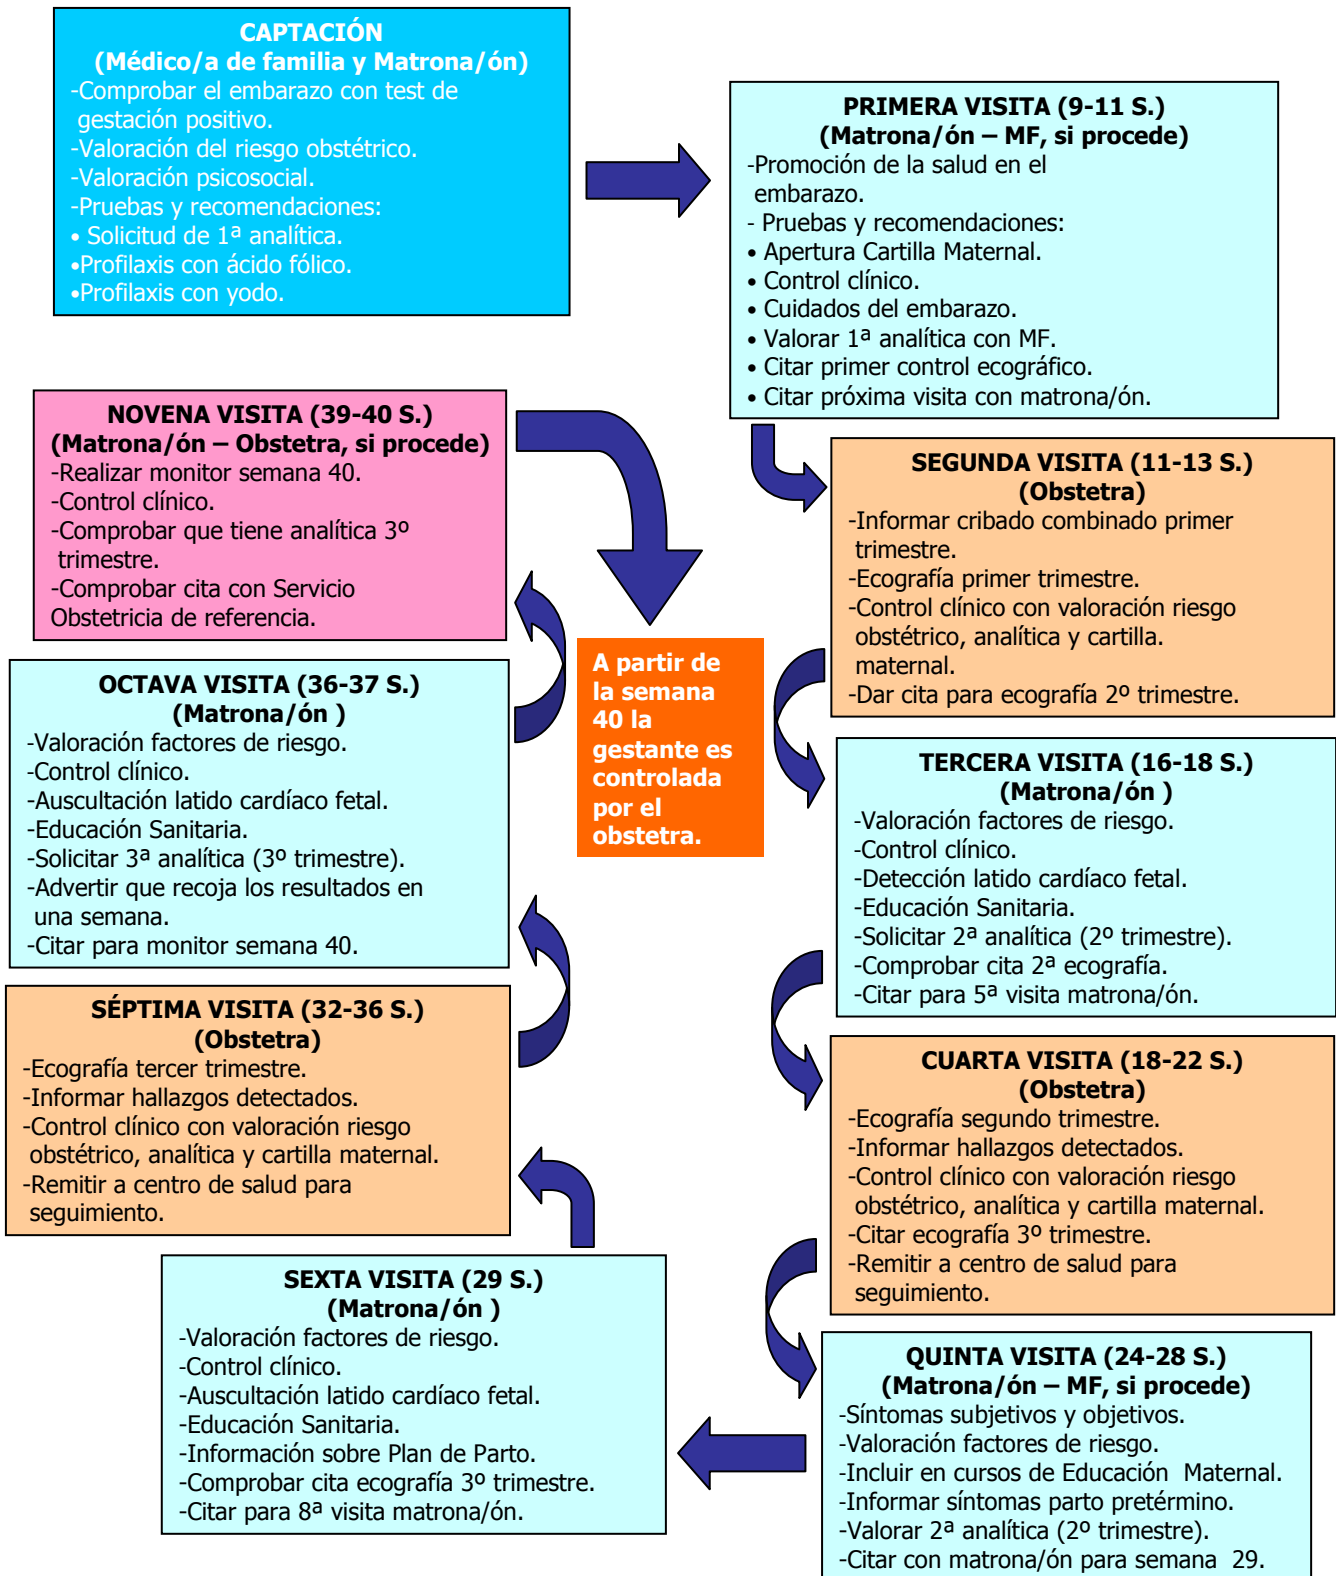 CAPTACIÓN
(Médico/a de familia y Matrona/ón)
-Comprobar el embarazo con test de
gestación positivo.
-Valoración del riesgo obstétrico.
-Valoración psicosocial.
-Pruebas y recomendaciones:
• Solicitud de 1ª analítica.
•Profilaxis con ácido fólico.
•Profilaxis con yodo.
PRIMERA VISITA (9-11 S.)
(Matrona/ón – MF, si procede)
-Promoción de la salud en el
embarazo.
- Pruebas y recomendaciones:
• Apertura Cartilla Maternal.
• Control clínico.
• Cuidados del embarazo.
• Valorar 1ª analítica con MF.
• Citar primer control ecográfico.
• Citar próxima visita con matrona/ón.
SEGUNDA VISITA (11-13 S.)
(Obstetra)
-Informar cribado combinado primer
trimestre.
-Ecografía primer trimestre.
-Control clínico con valoración riesgo
obstétrico, analítica y cartilla.
maternal.
-Dar cita para ecografía 2º trimestre.
TERCERA VISITA (16-18 S.)
(Matrona/ón )
-Valoración factores de riesgo.
-Control clínico.
-Detección latido cardíaco fetal.
-Educación Sanitaria.
-Solicitar 2ª analítica (2º trimestre).
-Comprobar cita 2ª ecografía.
-Citar para 5ª visita matrona/ón.
CUARTA VISITA (18-22 S.)
(Obstetra)
-Ecografía segundo trimestre.
-Informar hallazgos detectados.
-Control clínico con valoración riesgo
obstétrico, analítica y cartilla maternal.
-Citar ecografía 3º trimestre.
-Remitir a centro de salud para
seguimiento.
QUINTA VISITA (24-28 S.)
(Matrona/ón – MF, si procede)
-Síntomas subjetivos y objetivos.
-Valoración factores de riesgo.
-Incluir en cursos de Educación Maternal.
-Informar síntomas parto pretérmino.
-Valorar 2ª analítica (2º trimestre).
-Citar con matrona/ón para semana 29.
SEXTA VISITA (29 S.)
(Matrona/ón )
-Valoración factores de riesgo.
-Control clínico.
-Auscultación latido cardíaco fetal.
-Educación Sanitaria.
-Información sobre Plan de Parto.
-Comprobar cita ecografía 3º trimestre.
-Citar para 8ª visita matrona/ón.
SÉPTIMA VISITA (32-36 S.)
(Obstetra)
-Ecografía tercer trimestre.
-Informar hallazgos detectados.
-Control clínico con valoración riesgo
obstétrico, analítica y cartilla maternal.
-Remitir a centro de salud para
seguimiento.
OCTAVA VISITA (36-37 S.)
(Matrona/ón )
-Valoración factores de riesgo.
-Control clínico.
-Auscultación latido cardíaco fetal.
-Educación Sanitaria.
-Solicitar 3ª analítica (3º trimestre).
-Advertir que recoja los resultados en
una semana.
-Citar para monitor semana 40.
NOVENA VISITA (39-40 S.)
(Matrona/ón – Obstetra, si procede)
-Realizar monitor semana 40.
-Control clínico.
-Comprobar que tiene analítica 3º
trimestre.
-Comprobar cita con Servicio
Obstetricia de referencia.
A partir de
la semana
40 la
gestante es
controlada
por el
obstetra.